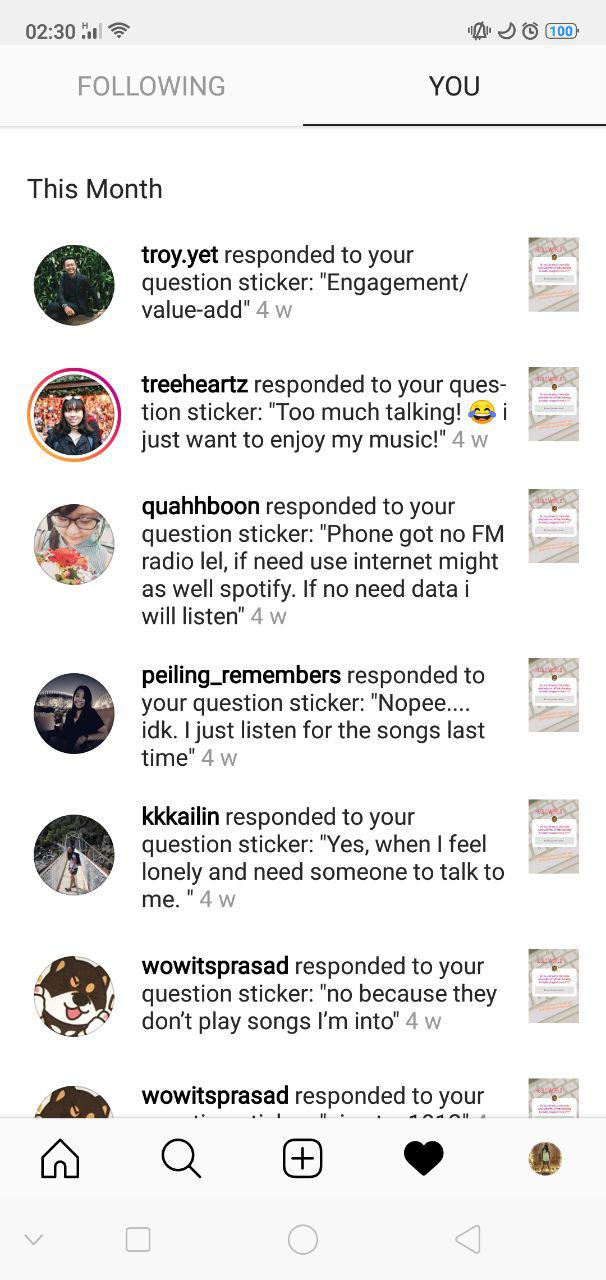 02:30 H 100
FOLLOWING YOU
This Month
troy.yet responded to your
question sticker: "Engagement/
value-add" 4 w
treeheartz responded to your ques-
tion sticker: "Too much talking! 😂 i
just want to enjoy my music!" 4 w
quahhboon responded to your
question sticker: "Phone got no FM
radio lel, if need use internet might
as well spotify. If no need data i
will listen" 4 w
peiling_remembers responded to
your question sticker: "Nopee....
idk. I just listen for the songs last
time" 4 w
kkkailin responded to your
question sticker: "Yes, when I feel
lonely and need someone to talk to
me. " 4 w
wowitsprasad responded to your
question sticker: "no because they
don’t play songs I’m into" 4 w
wowitsprasad responded to your